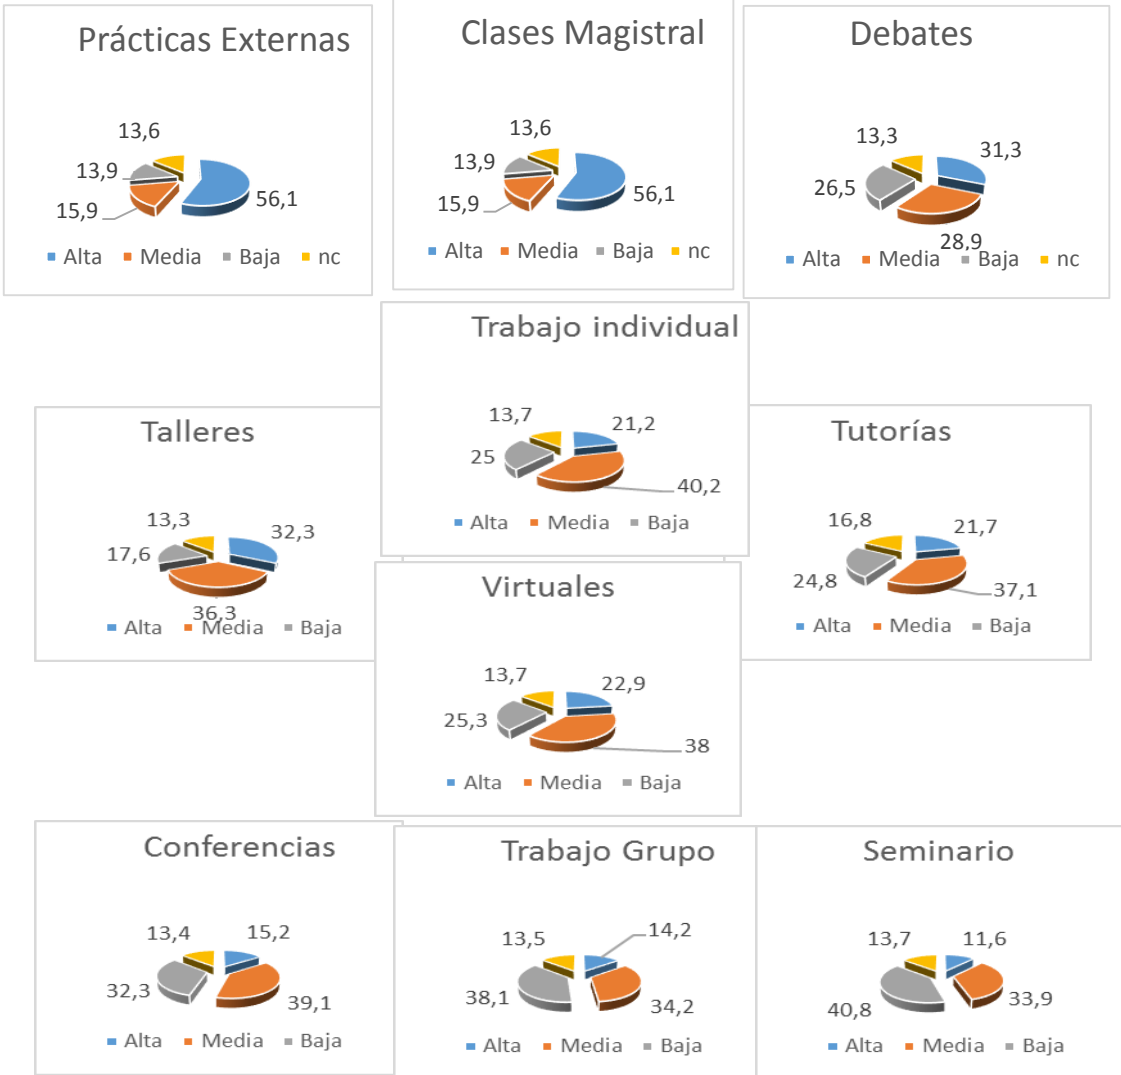 Prácticas Externas
13,6
13,9
15,9
56,1
Alta Media Baja nc
Clases Magistral
13,6
13,9
15,9
56,1
Alta Media Baja nc
Debates
13,3
31,3
26,5
28,9
Alta Media Baja nc
Trabajo individual
13,7
21,2
25
40,2
Alta Media Baja
Talleres
13,3
32,3
17,6
36,3
Alta Media Baja
Tutorías
16,8
21,7
24,8
37,1
Alta Media Baja
Virtuales
13,7
22,9
25,3
38
Alta Media Baja
Conferencias
13,4
15,2
32,3
39,1
Alta Media Baja
Trabajo Grupo
13,5
14,2
38,1
34,2
Alta Media Baja
Seminario
13,7
11,6
40,8
33,9
Alta Media Baja